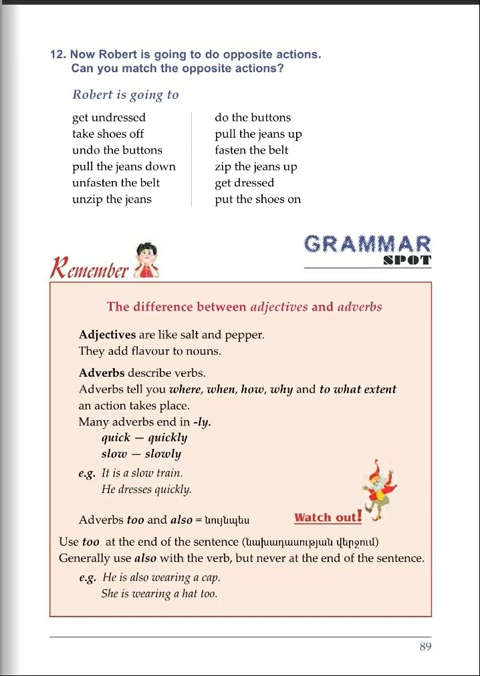 12. Now Robert is going to do opposite actions.
Can you match the opposite actions?
Robert is going to
get undressed
take shoes off
undo the buttons
pull the jeans down
unfasten the belt
unzip the jeans
do the buttons
pull the jeans up
fasten the belt
zip the jeans up
get dressed
put the shoes on
GRAMMAR
SPOT
Remember
The difference between adjectives and adverbs
Adjectives are like salt and pepper.
They add flavour to nouns.
Adverbs describe verbs.
Adverbs tell you where, when, how, why and to what extent
an action takes place.
Many adverbs end in -ly.
quick — quickly
slow — slowly
e.g. It is a slow train.
He dresses quickly.
Adverbs too and also = նույնպես
Watch out!
Use too at the end of the sentence (նախադասության վերջում)
Generally use also with the verb, but never at the end of the sentence.
e.g. He is also wearing a cap.
She is wearing a hat too.
89